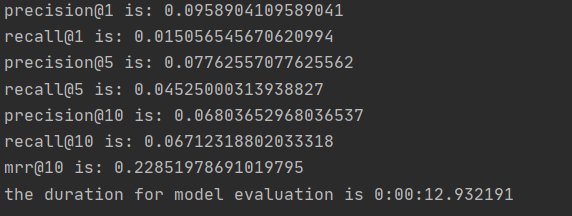 precision@1 is: 0.0958904109589041
recall@1 is: 0.015056545670620994
precision@5 is: 0.07762557077625562
recall@5 is: 0.04525000313938827
precision@10 is: 0.06803652968036537
recall@10 is: 0.06712318802033318
mrr@10 is: 0.22851978691019795
the duration for model evaluation is 0:00:12.932191